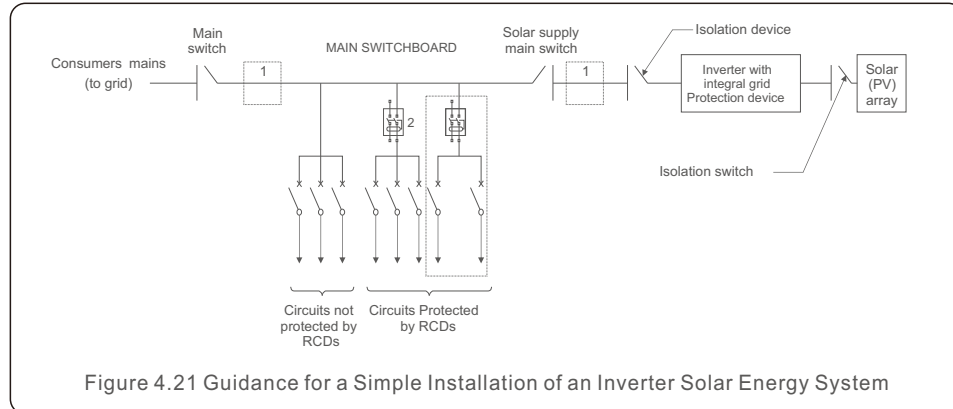 Main
switch
MAIN SWITCHBOARD
Solar supply
main switch
Isolation device
Consumers mains
(to grid)
1
1
Inverter with
integral grid
Protection device
Solar
(PV)
array
2
Isolation switch
Circuits not
protected by
RCDs
Circuits Protected
by RCDs
Figure 4.21 Guidance for a Simple Installation of an Inverter Solar Energy System